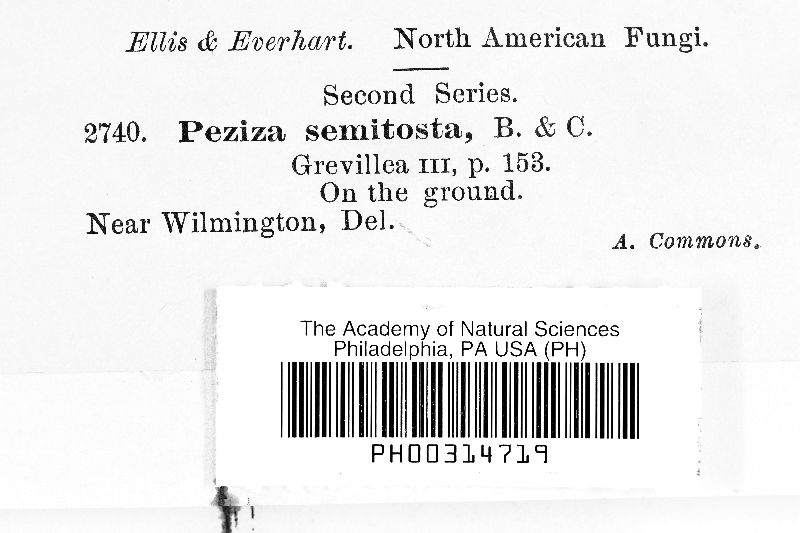 Ellis & Everhart. North American Fungi.
Second Series.
2740. Peziza semitosta, B. & C.
Grevillea III, p. 153.
On the ground.
Near Wilmington, Del.
A. Commons.
The Academy of Natural Sciences
Philadelphia, PA USA (PH)
PH00314719